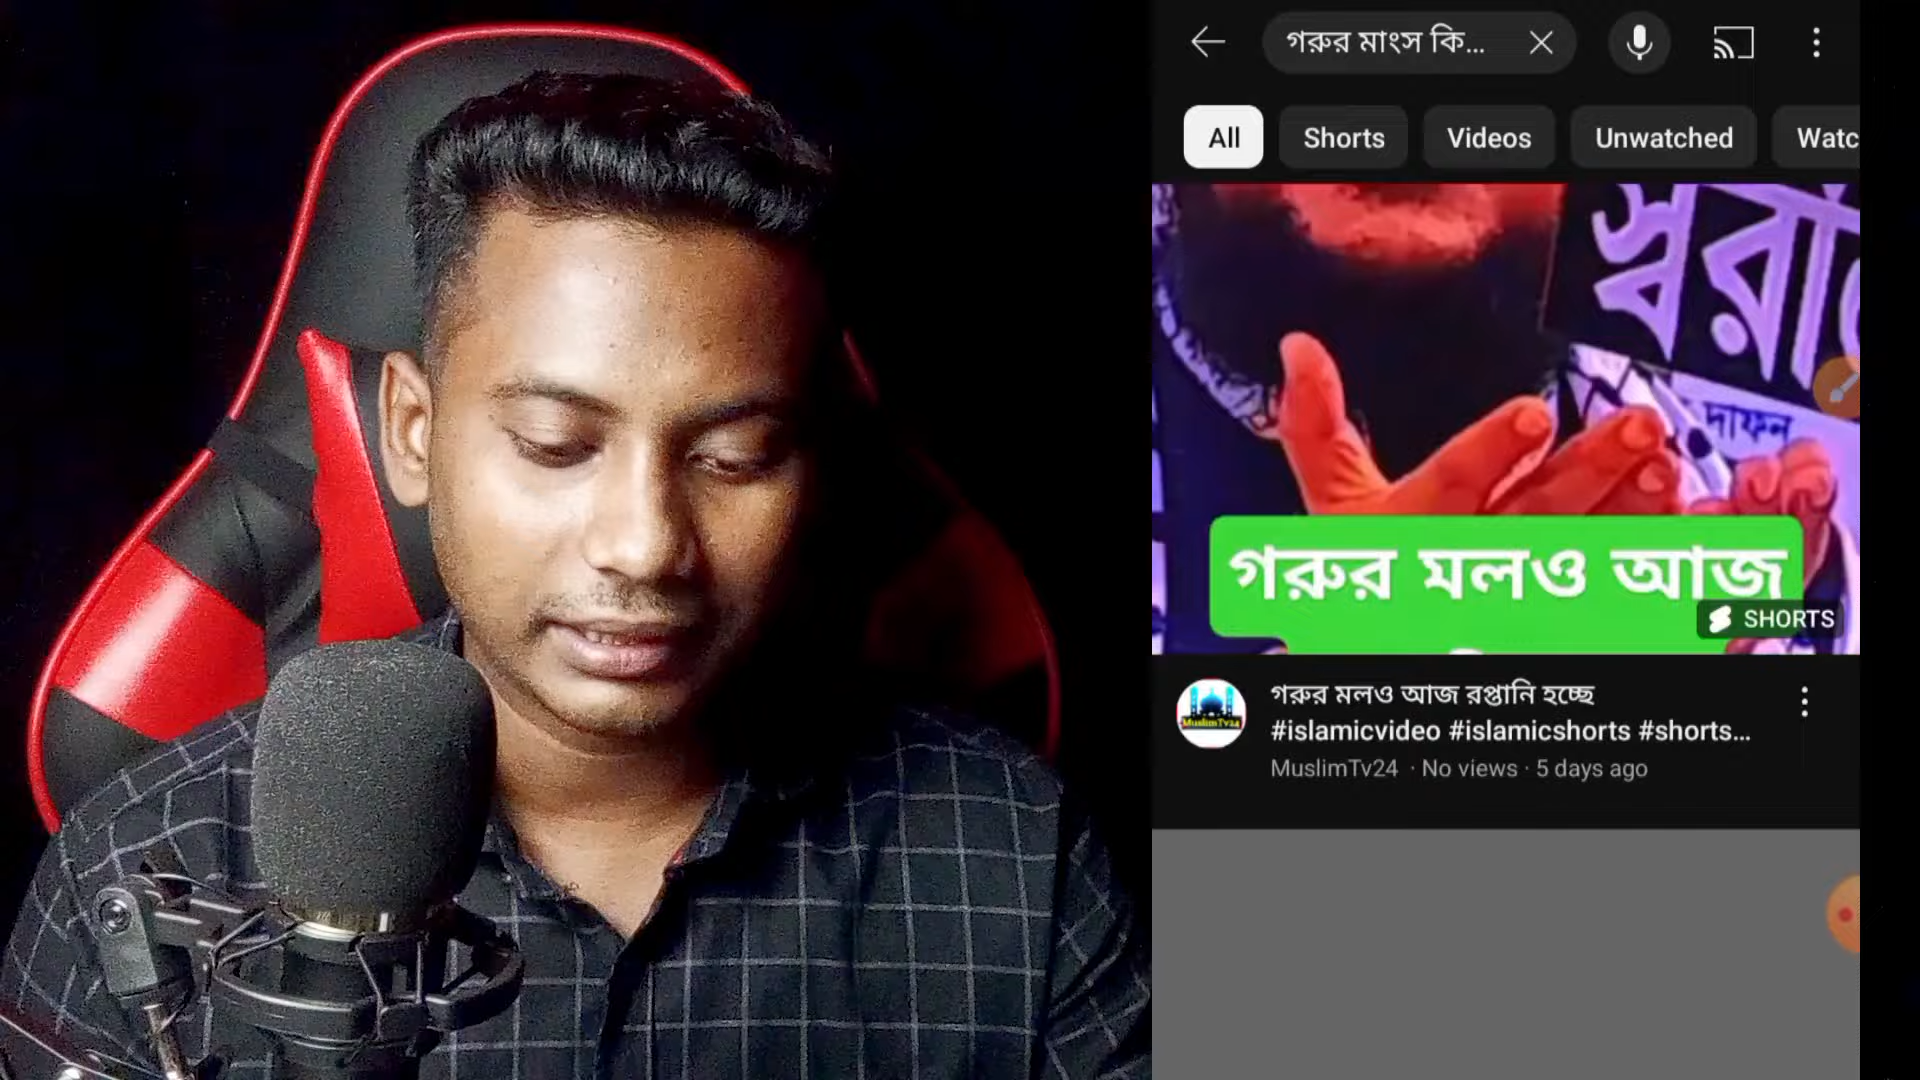 গরুর মাংস কি...
All
Shorts
Videos
Unwatched
Watc
দাফন
গরুর মলও আজ
SHORTS
MuslimTv24
গরুর মলও আজ রপ্তানি হচ্ছে
#islamicvideo #islamicshorts #shorts...
MuslimTv24 · No views · 5 days ago